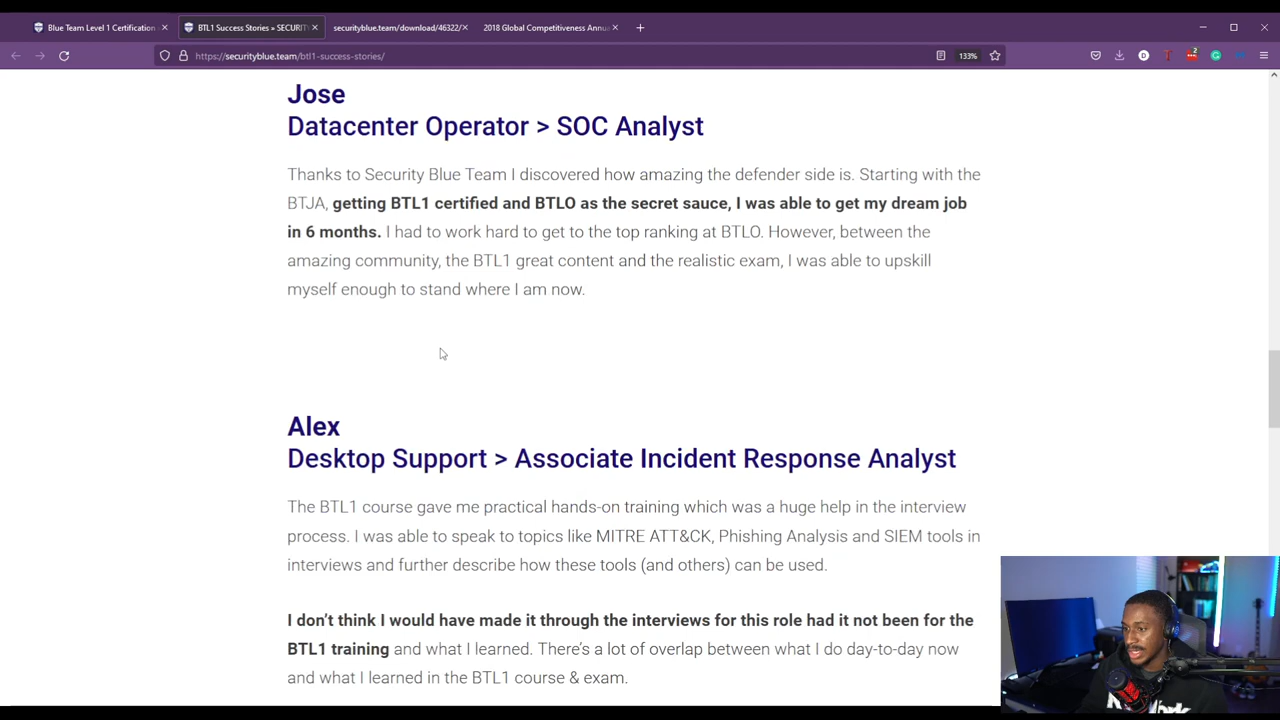 Blue Team Level 1 Certification
BTL1 Success Stories » SECURIT
securityblue.team/download/46322/
2018 Global Competitiveness Annua
https://securityblue.team/btl1-success-stories/
133%
2
Jose
Datacenter Operator > SOC Analyst
Thanks to Security Blue Team I discovered how amazing the defender side is. Starting with the
BTJA, getting BTL1 certified and BTLO as the secret sauce, I was able to get my dream job
in 6 months. I had to work hard to get to the top ranking at BTLO. However, between the
amazing community, the BTL1 great content and the realistic exam, I was able to upskill
myself enough to stand where I am now.
Alex
Desktop Support > Associate Incident Response Analyst
The BTL1 course gave me practical hands-on training which was a huge help in the interview
process. I was able to speak to topics like MITRE ATT&CK, Phishing Analysis and SIEM tools in
interviews and further describe how these tools (and others) can be used.
I don't think I would have made it through the interviews for this role had it not been for the
BTL1 training and what I learned. There's a lot of overlap between what I do day-to-day now
and what I learned in the BTL1 course & exam.